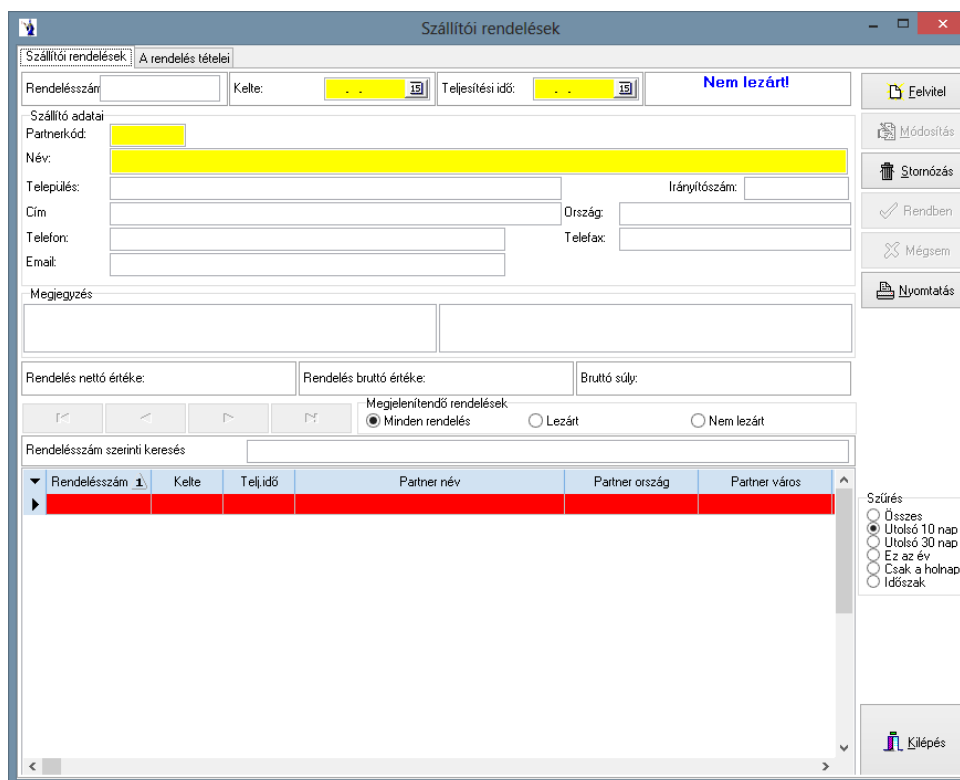 Szállítói rendelések
Szállítói rendelések A rendelés tételei
Rendelésszám Kelte: . . 15 Teljesítési idő: . . 15 Nem lezárt!
Felvitel
Szállító adatai
Partnerkód:
Módosítás
Név:
Stornózás
Település: Irányítószám:
Cím Ország:
Rendben
Telefon: Telefax:
Mégsem
Email:
Megjegyzés
Nyomtatás
Rendelés nettó értéke: Rendelés bruttó értéke: Bruttó súly:
Megjelenítendő rendelések
Minden rendelés Lezárt Nem lezárt
Rendelésszám szerinti keresés
Rendelésszám 1 Kelte Telj.idő Partner név Partner ország Partner város
Szűrés
Összes
Utolsó 10 nap
Utolsó 30 nap
Ez az év
Csak a holnap
Időszak
Kilépés